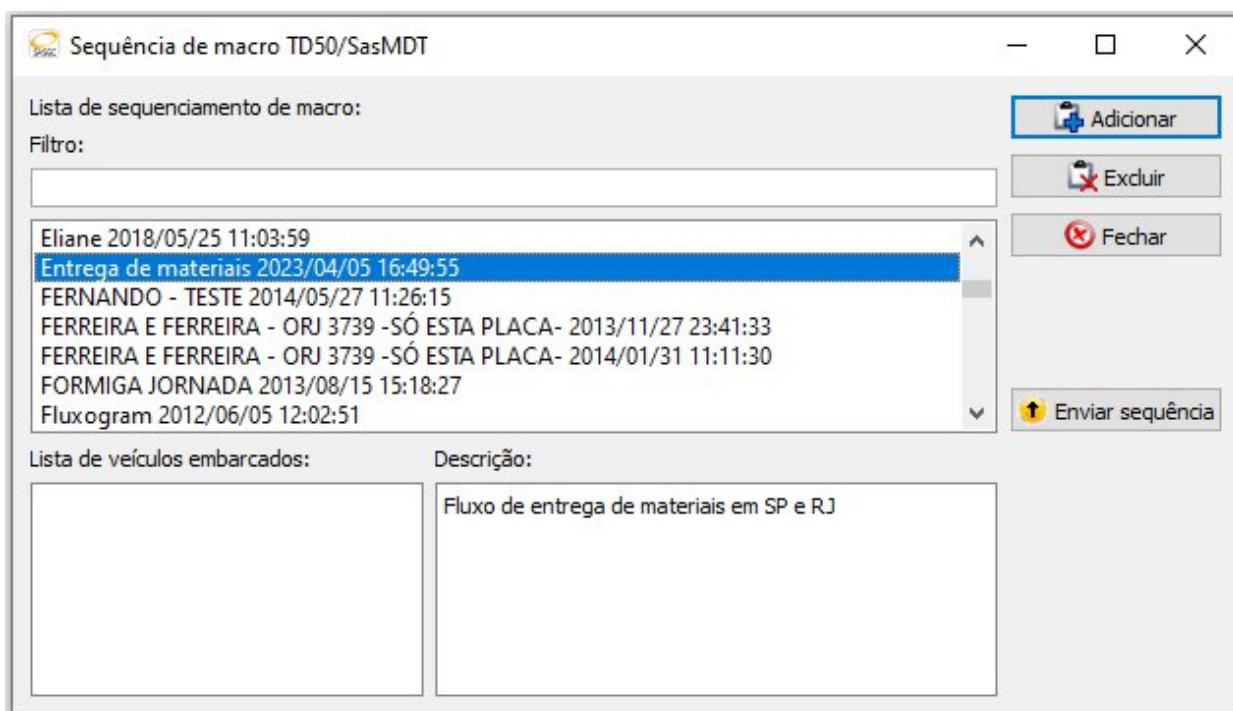 Sequência de macro TD50/SasMDT
Lista de sequenciamento de macro:
Adicionar
Filtro:
Excluir
Fechar
Eliane 2018/05/25 11:03:59
Entrega de materiais 2023/04/05 16:49:55
FERNANDO - TESTE 2014/05/27 11:26:15
FERREIRA E FERREIRA - ORJ 3739 -SÓ ESTA PLACA- 2013/11/27 23:41:33
FERREIRA E FERREIRA - ORJ 3739 -SÓ ESTA PLACA- 2014/01/31 11:11:30
FORMIGA JORNADA 2013/08/15 15:18:27
Fluxogram 2012/06/05 12:02:51
Enviar sequência
Lista de veículos embarcados:
Descrição:
Fluxo de entrega de materiais em SP e RJ